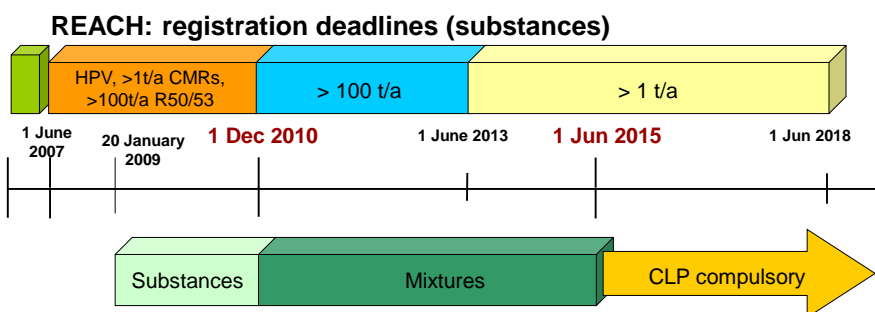 REACH: registration deadlines (substances)
HPV, >1t/a CMRs,
>100t/a R50/53
> 100 t/a
> 1 t/a
1 June
2007
20 January
2009
1 Dec 2010
1 June 2013
1 Jun 2015
1 Jun 2018
Substances
Mixtures
CLP compulsory